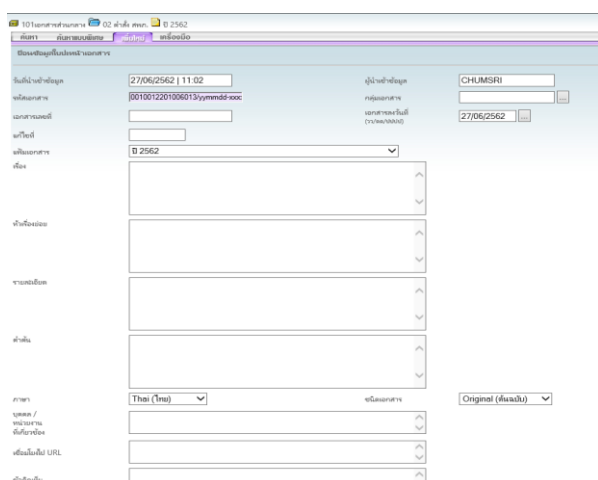 101เอกสารส่วนกลาง 02 คำสั่ง สพภ. ปี 2562
ค้นหา ค้นหาแบบพิเศษ เพิ่มใหม่ เครื่องมือ
ป้อนข้อมูลในปกหน้าเอกสาร
วันที่นำเข้าข้อมูล 27/06/2562 | 11:02 ผู้นำเข้าข้อมูล CHUMSRI
รหัสเอกสาร 0010012201006013/yymmdd-xxx กลุ่มเอกสาร ...
เอกสารเลขที่ เอกสารลงวันที่ 27/06/2562 ...
(วว/ดด/ปปปป)
แก้ไขที่
แฟ้มเอกสาร ปี 2562
เรื่อง
หัวเรื่องย่อย
รายละเอียด
คำค้น
ภาษา Thai (ไทย) ชนิดเอกสาร Original (ต้นฉบับ)
บุคคล /
หน่วยงาน
ที่เกี่ยวข้อง
เชื่อมโยงไป URL